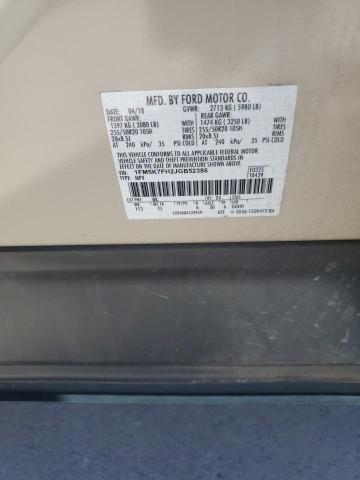 MFD. BY FORD MOTOR CO.
DATE: 04/18 GVWR: 2713 KG (5980 LB)
FRONT GAWR: REAR GAWR:
1397 KG (3080 LB) 1474 KG (3250 LB)
255/50R20 105H TIRES 255/50R20 105H TIRES
20x8.5J RIMS 20x8.5J RIMS
AT 240 kPa/ 35 PSI COLD AT 240 kPa/ 35 PSI COLD
THIS VEHICLE CONFORMS TO ALL APPLICABLE FEDERAL MOTOR
VEHICLE SAFETY AND THEFT PREVENTION STANDARDS IN EFFECT
ON THE DATE OF MANUFACTURE SHOWN ABOVE.
VIN: 1FM5K7FH2JGB52386
TYPE: MPV
EXT PNT: